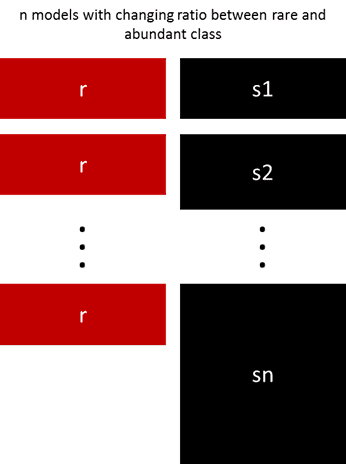 n models with changing ratio between rare and
abundant class
r
s1
r
s2
r
sn